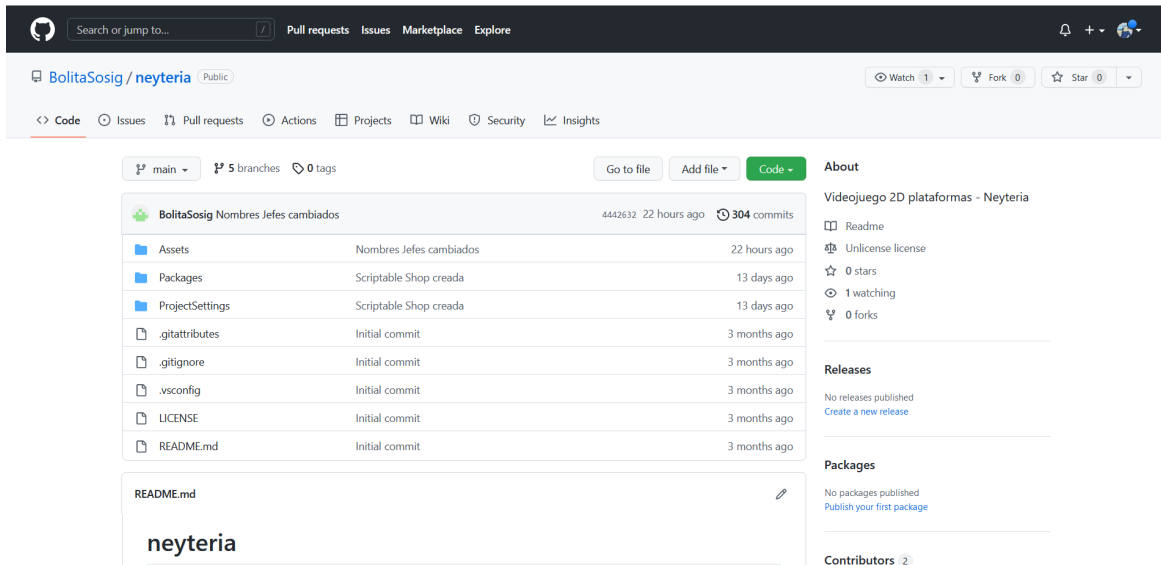 Search or jump to... / Pull requests Issues Marketplace Explore
BolitaSosig / neyteria Public Watch 1 Fork 0 Star 0
<> Code Issues Pull requests Actions Projects Wiki Security Insights
main 5 branches 0 tags Go to file Add file Code
BolitaSosig Nombres Jefes cambiados 4442632 22 hours ago 304 commits
Assets Nombres Jefes cambiados 22 hours ago
Packages Scriptable Shop creada 13 days ago
ProjectSettings Scriptable Shop creada 13 days ago
.gitattributes Initial commit 3 months ago
.gitignore Initial commit 3 months ago
.vsconfig Initial commit 3 months ago
LICENSE Initial commit 3 months ago
README.md Initial commit 3 months ago
README.md
neyteria
About
Videojuego 2D plataformas - Neyteria
Readme
Unlicense license
0 stars
1 watching
0 forks
Releases
No releases published
Create a new release
Packages
No packages published
Publish your first package
Contributors 2